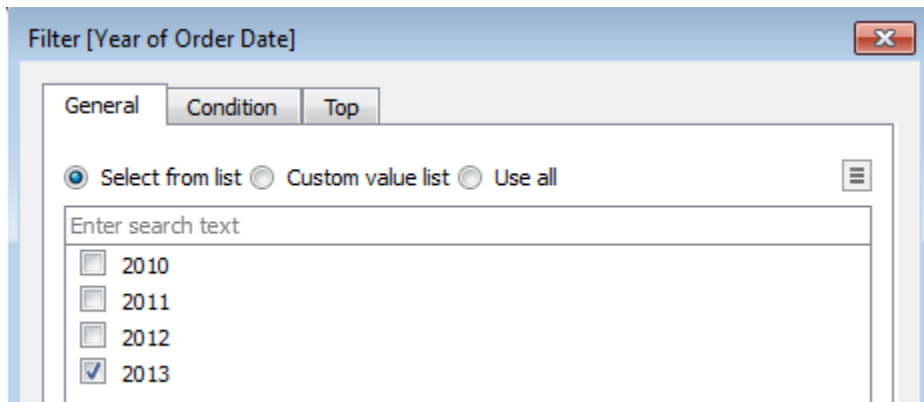 Filter [Year of Order Date]
General Condition Top
Select from list Custom value list Use all
Enter search text
2010
2011
2012
2013